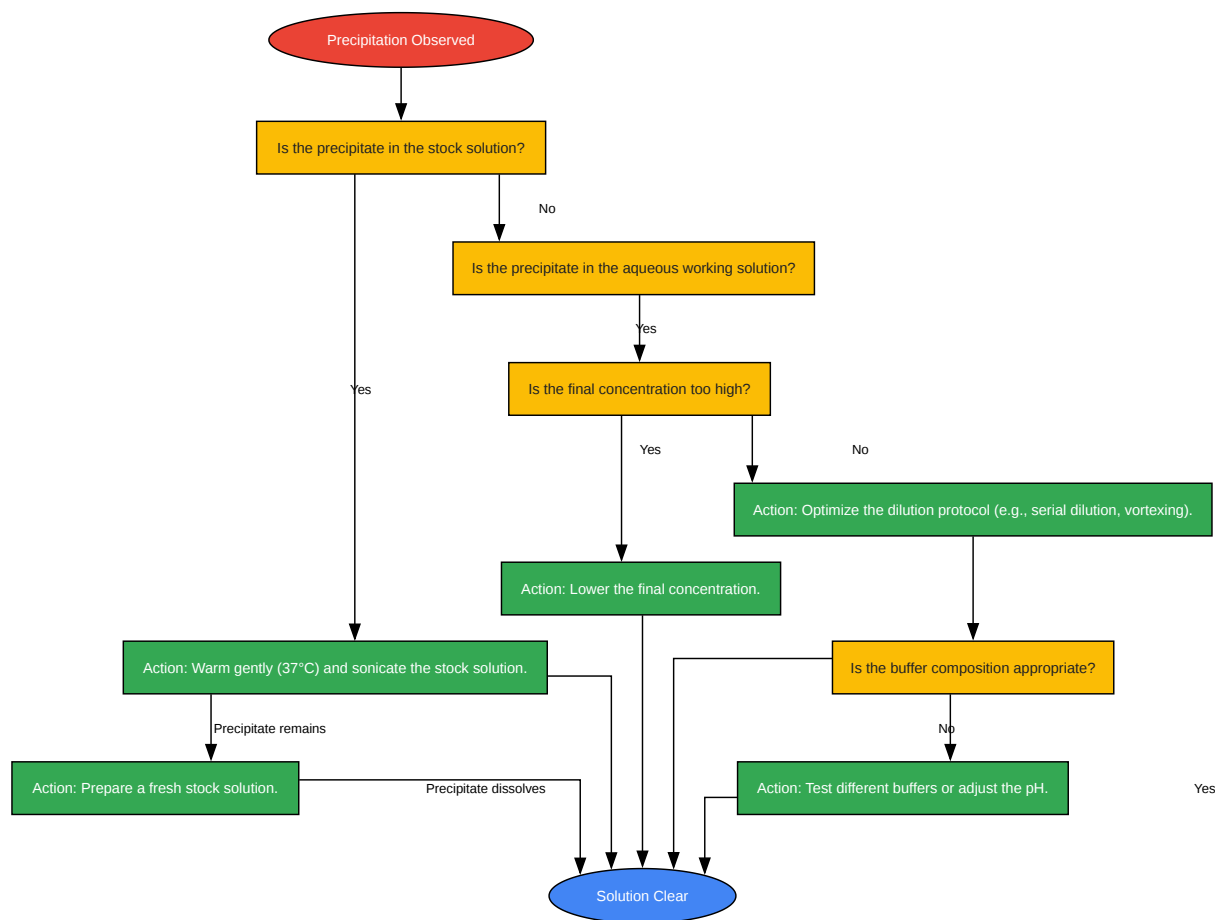 Precipitation Observed
Is the precipitate in the stock solution?
No
Is the precipitate in the aqueous working solution?
Yes
Is the final concentration too high?
Yes
Yes
No
Action: Optimize the dilution protocol (e.g., serial dilution, vortexing).
Action: Lower the final concentration.
Action: Warm gently (37°C) and sonicate the stock solution.
Is the buffer composition appropriate?
Precipitate remains
No
Action: Prepare a fresh stock solution.
Precipitate dissolves
Action: Test different buffers or adjust the pH.
Yes
Solution Clear